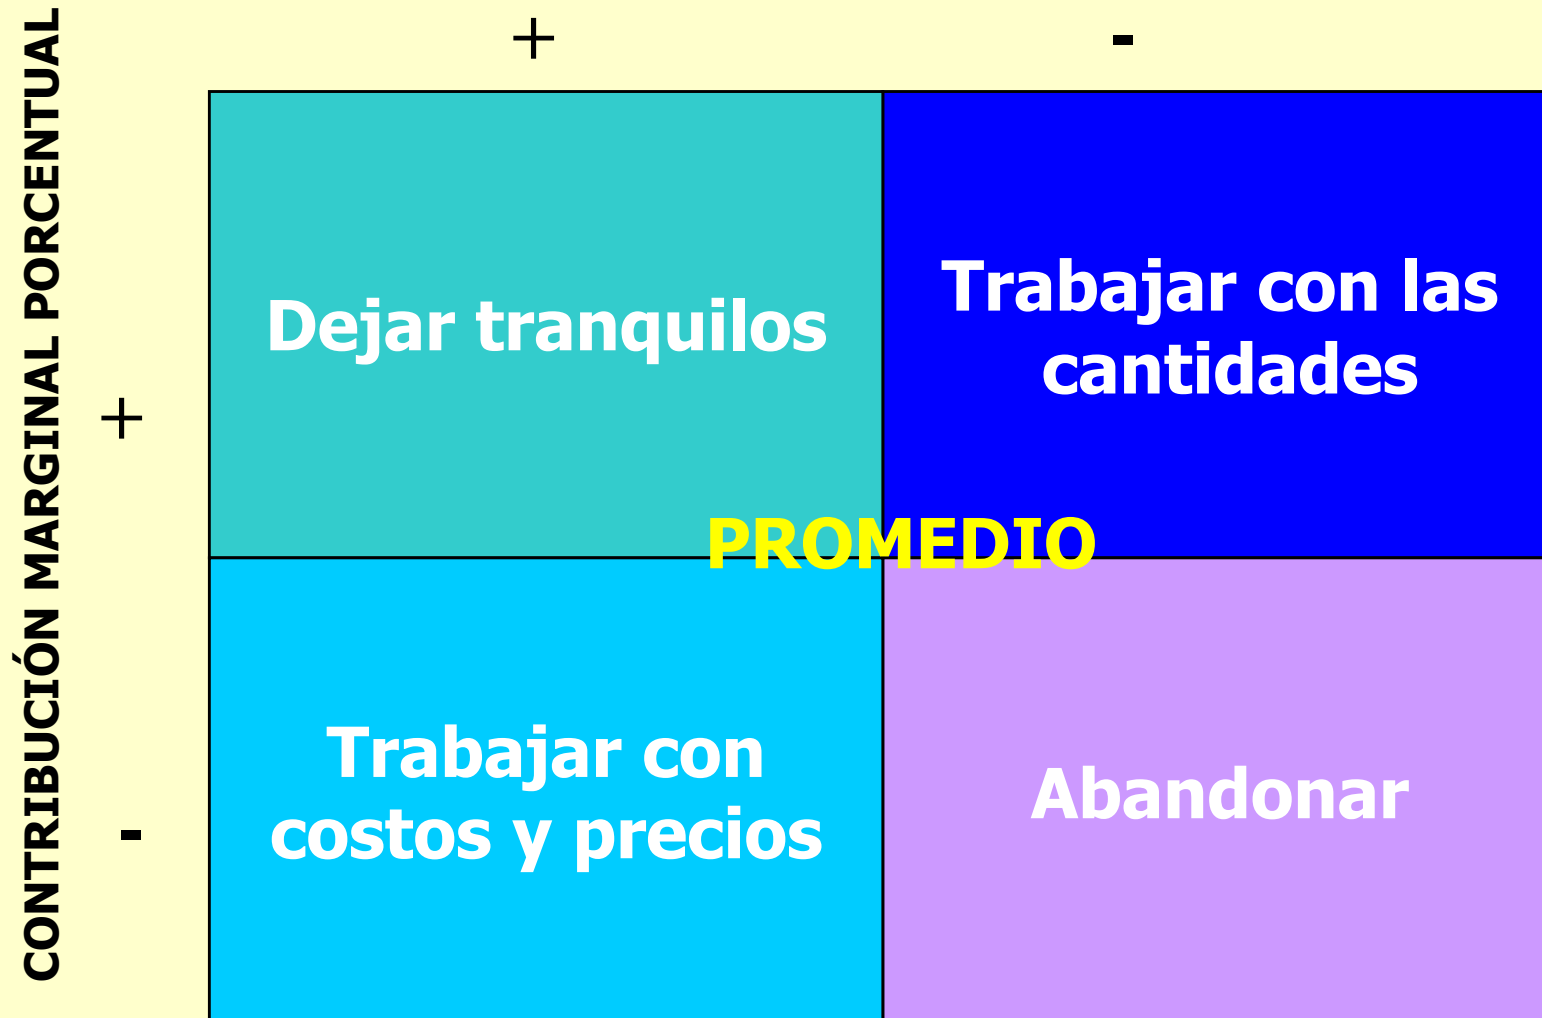 + -
CONTRIBUCIÓN MARGINAL PORCENTUAL
+
-
Dejar tranquilos
Trabajar con las
cantidades
PROMEDIO
Trabajar con
costos y precios
Abandonar